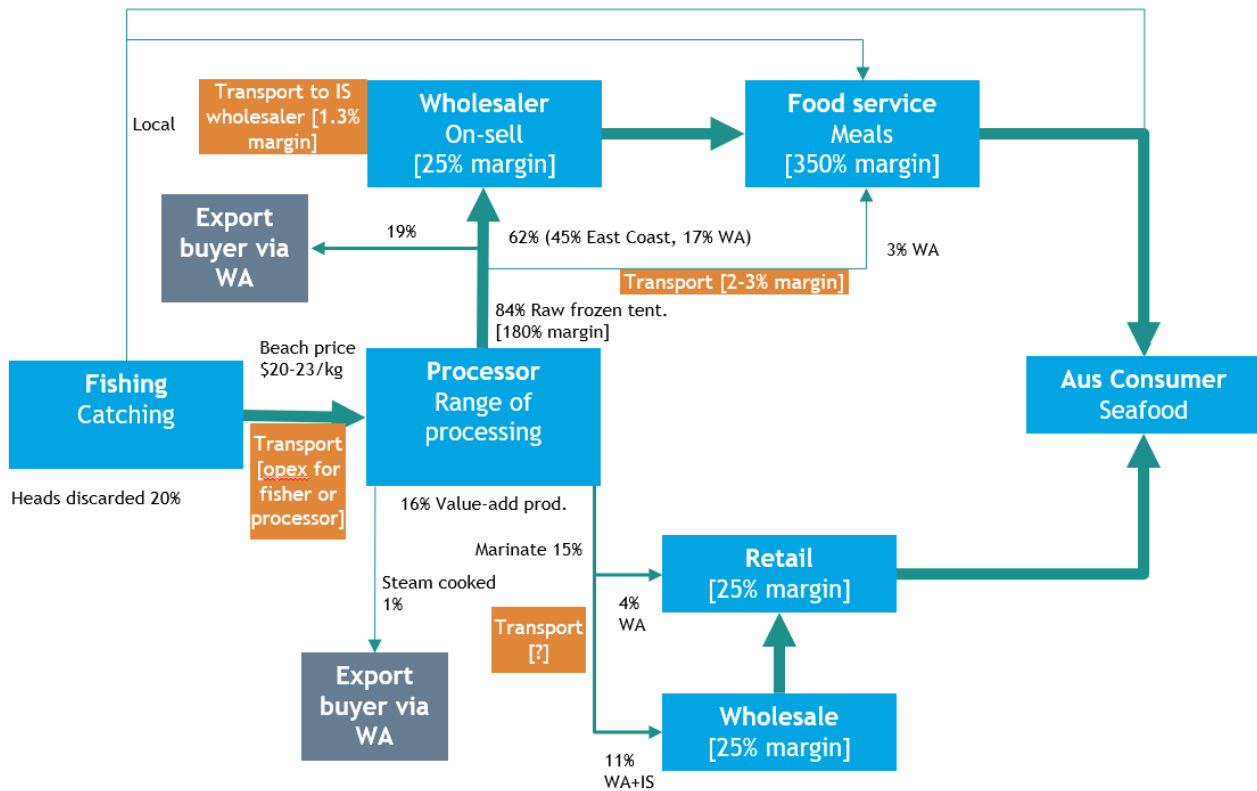 Transport to IS
wholesaler [1.3%
margin]
Wholesaler
On-sell
[25% margin]
Food service
Meals
[350% margin]
Local
Export
buyer via
WA
19%
62% (45% East Coast, 17% WA)
3% WA
Transport [2-3% margin]
84% Raw frozen tent.
[180% margin]
Beach price
$20-23/kg
Fishing
Catching
Processor
Range of
processing
Aus Consumer
Seafood
Transport
[opex for
fisher or
processor]
Heads discarded 20%
16% Value-add prod.
Marinate 15%
Steam cooked
1%
Retail
[25% margin]
4%
WA
Transport
[?]
Export
buyer via
WA
Wholesale
[25% margin]
11%
WA+IS